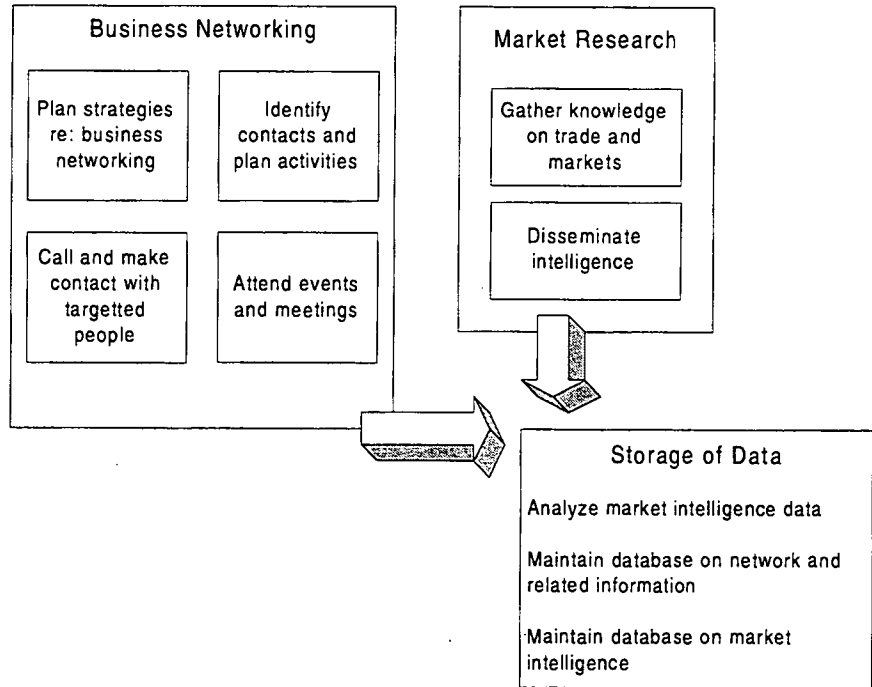 Business Networking
Plan strategies
re: business
networking
Identify
contacts and
plan activities
Call and make
contact with
targetted
people
Attend events
and meetings
Market Research
Gather knowledge
on trade and
markets
Disseminate
intelligence
Storage of Data
Analyze market intelligence data
Maintain database on network and
related information
Maintain database on market
intelligence